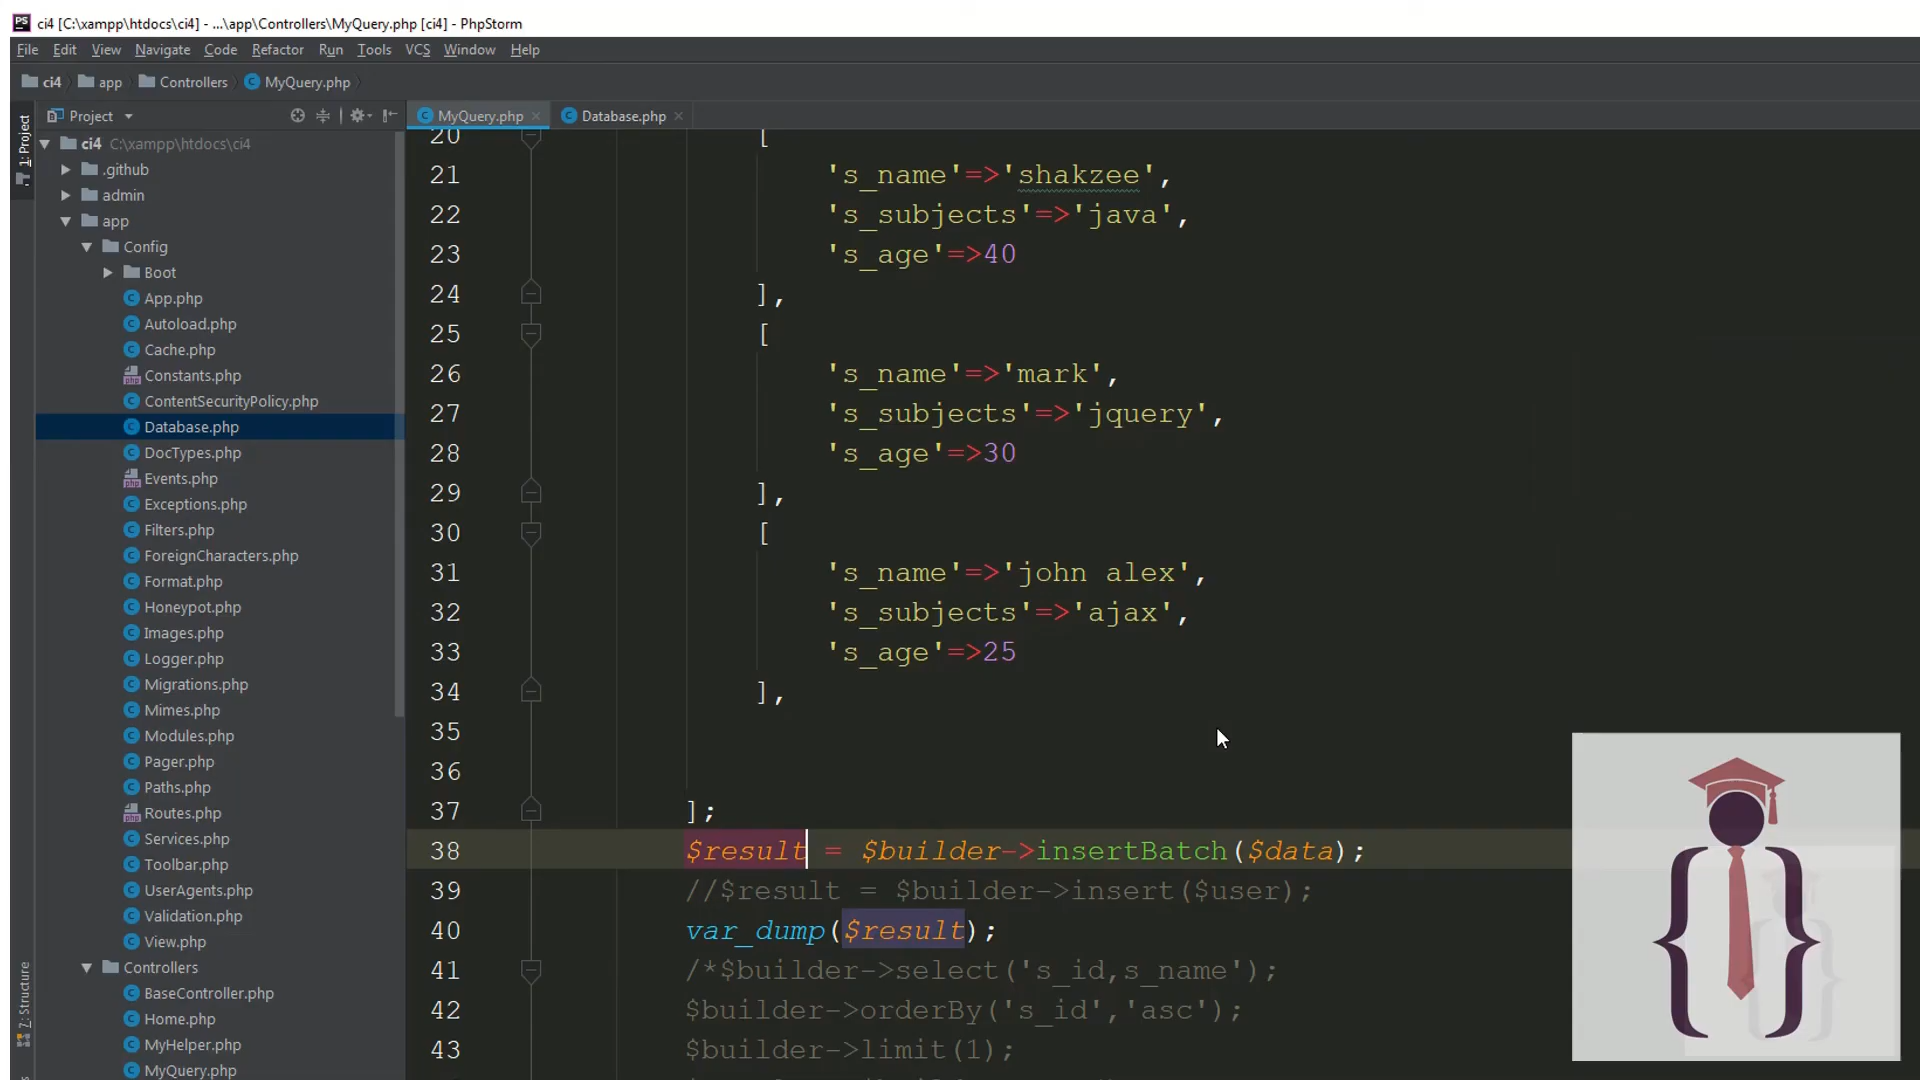 PS ci4 [C:\xampp\htdocs\ci4] - ...\app\Controllers\MyQuery.php [ci4] - PhpStorm
File Edit View Navigate Code Refactor Run Tools VCS Window Help
ci4 app Controllers MyQuery.php
Project
MyQuery.php Database.php
1: Project
7: Structure
ci4 C:\xampp\htdocs\ci4
.github
admin
app
Config
Boot
App.php
Autoload.php
Cache.php
Constants.php
ContentSecurityPolicy.php
Database.php
DocTypes.php
Events.php
Exceptions.php
Filters.php
ForeignCharacters.php
Format.php
Honeypot.php
Images.php
Logger.php
Migrations.php
Mimes.php
Modules.php
Pager.php
Paths.php
Routes.php
Services.php
Toolbar.php
UserAgents.php
Validation.php
View.php
Controllers
BaseController.php
Home.php
MyHelper.php
MyQuery.php
20 [
21 's_name'=>'shakzee',
22 's_subjects'=>'java',
23 's_age'=>40
24 ],
25 [
26 's_name'=>'mark',
27 's_subjects'=>'jquery',
28 's_age'=>30
29 ],
30 [
31 's_name'=>'john alex',
32 's_subjects'=>'ajax',
33 's_age'=>25
34 ],
35
36
37 ];
38 $result = $builder->insertBatch($data);
39 //$result = $builder->insert($user);
40 var_dump($result);
41 /*$builder->select('s_id,s_name');
42 $builder->orderBy('s_id','asc');
43 $builder->limit(1);